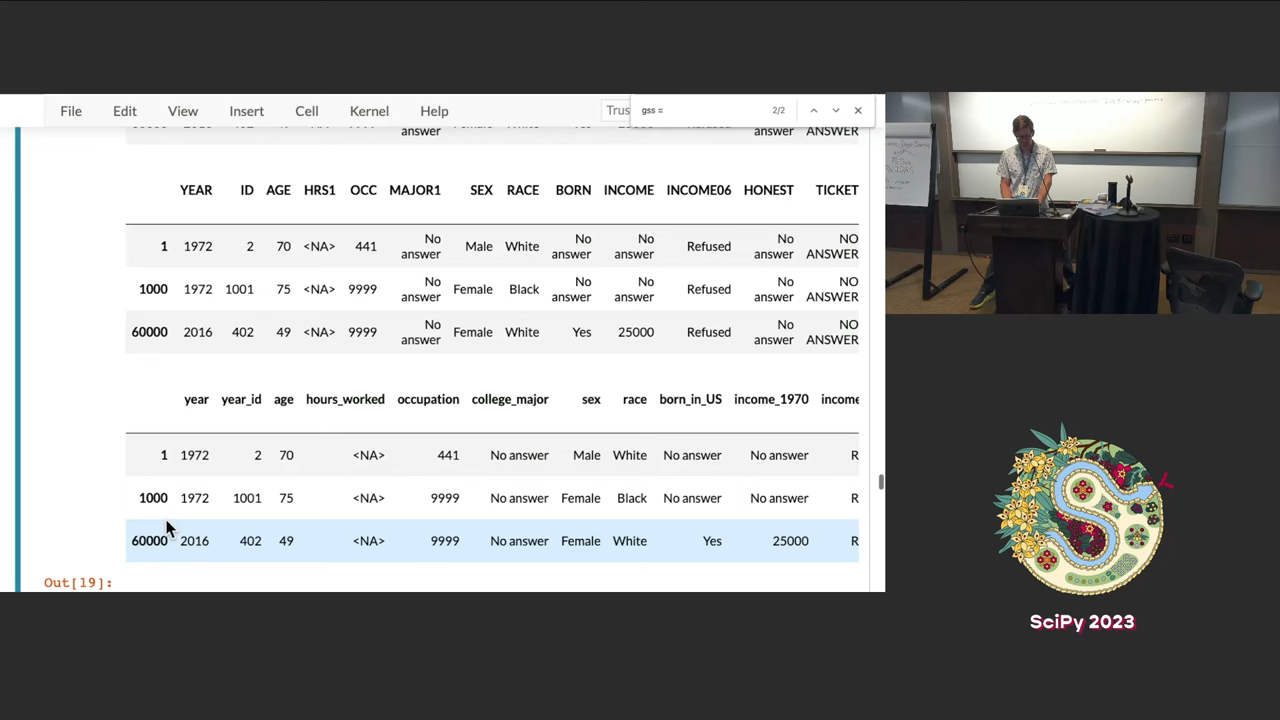 File Edit View Insert Cell Kernel Help Trus gss = 2/2
answer ANSWER
YEAR ID AGE HRS1 OCC MAJOR1 SEX RACE BORN INCOME INCOME06 HONEST TICKET
1 1972 2 70 <NA> 441 No answer Male White No answer No answer Refused No answer NO ANSWER
1000 1972 1001 75 <NA> 9999 No answer Female Black No answer No answer Refused No answer NO ANSWER
60000 2016 402 49 <NA> 9999 No answer Female White Yes 25000 Refused No answer NO ANSWER
year year_id age hours_worked occupation college_major sex race born_in_US income_1970 income
1 1972 2 70 <NA> 441 No answer Male White No answer No answer R
1000 1972 1001 75 <NA> 9999 No answer Female Black No answer No answer R
60000 2016 402 49 <NA> 9999 No answer Female White Yes 25000 R
Out[19]:
SciPy 2023